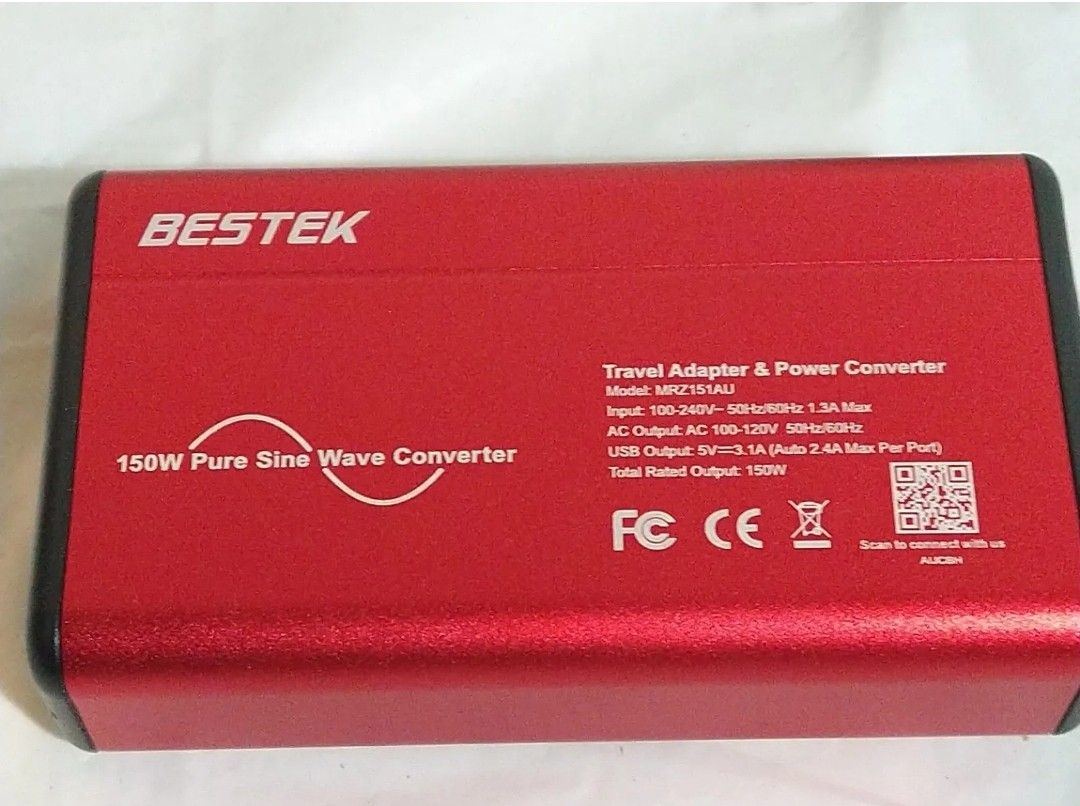 BESTEK
150W Pure Sine Wave Converter
Travel Adapter & Power Converter
Model: MRZ151AU
Input: 100-240V~ 50Hz/60Hz 1.3A Max
AC Output: AC 100-120V 50Hz/60Hz
USB Output: 5V⎓3.1A (Auto 2.4A Max Per Port)
Total Rated Output: 150W
FC CE
Scan to connect with us